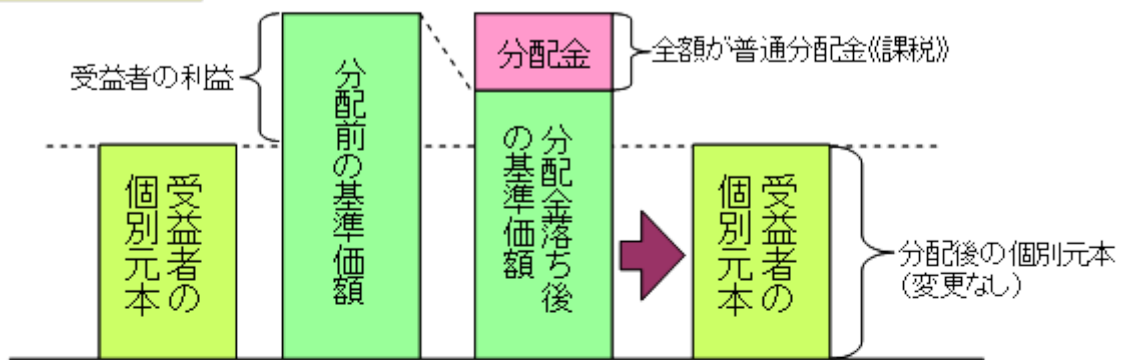 受益者の利益
受益者の
個別元本
分配前の基準価額
分配金
全額が普通分配金《課税》
分配金落ち後
の基準価額
受益者の
個別元本
分配後の個別元本
(変更なし)